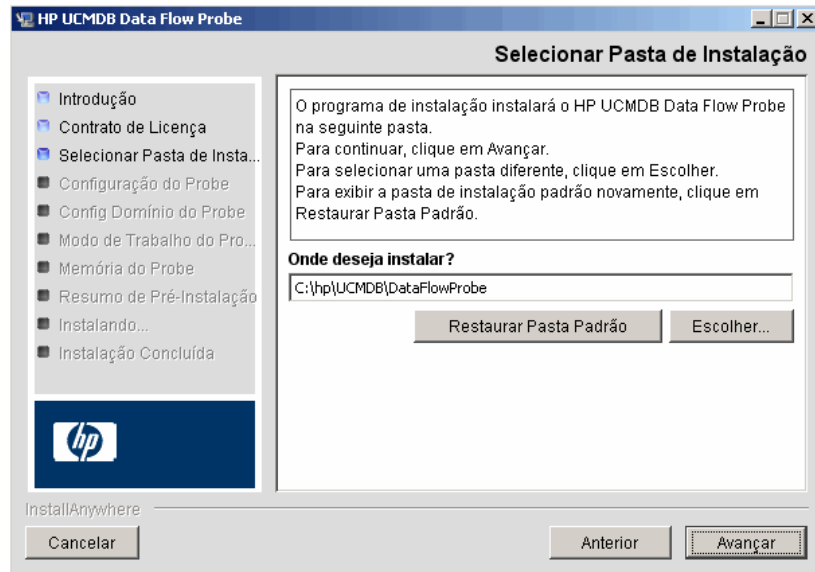 HP UCMDB Data Flow Probe
Selecionar Pasta de Instalação
Introdução
Contrato de Licença
Selecionar Pasta de Insta...
Configuração do Probe
Config Domínio do Probe
Modo de Trabalho do Pro...
Memória do Probe
Resumo de Pré-Instalação
Instalando...
Instalação Concluída
O programa de instalação instalará o HP UCMDB Data Flow Probe
na seguinte pasta.
Para continuar, clique em Avançar.
Para selecionar uma pasta diferente, clique em Escolher.
Para exibir a pasta de instalação padrão novamente, clique em
Restaurar Pasta Padrão.
Onde deseja instalar?
C:\hp\UCMDB\DataFlowProbe
Restaurar Pasta Padrão
Escolher...
hp
InstallAnywhere
Cancelar
Anterior
Avançar